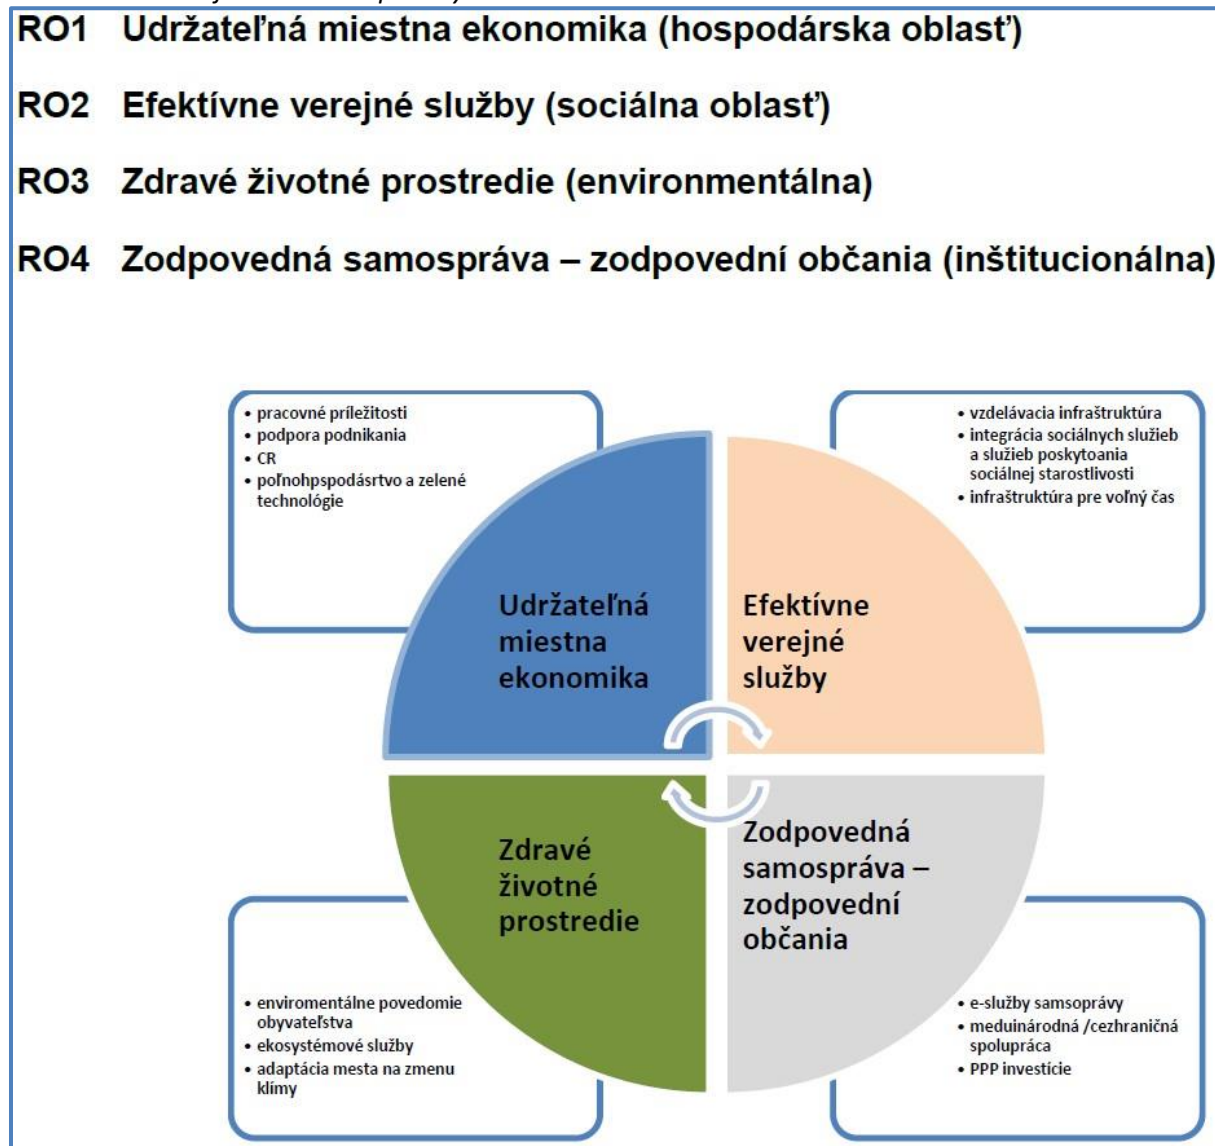 RO1 Udržateľná miestna ekonomika (hospodárska oblasť)
RO2 Efektívne verejné služby (sociálna oblasť)
RO3 Zdravé životné prostredie (environmentálna)
RO4 Zodpovedná samospráva – zodpovední občania (inštitucionálna)
• pracovné príležitosti
• podpora podnikania
• CR
• poľnohpspodásrtvo a zelené
technológie
• vzdelávacia infraštruktúra
• integrácia sociálnych služieb
a služieb poskytoania
sociálnej starostlivosti
• infraštruktúra pre voľný čas
Udržateľná
miestna
ekonomika
Efektívne
verejné
služby
Zdravé
životné
prostredie
Zodpovedná
samospráva –
zodpovední
občania
• enviromentálne povedomie
obyvateľstva
• ekosystémové služby
• adaptácia mesta na zmenu
klímy
• e-služby samsoprávy
• meduinárodná /cezhraničná
spolupráca
• PPP investície